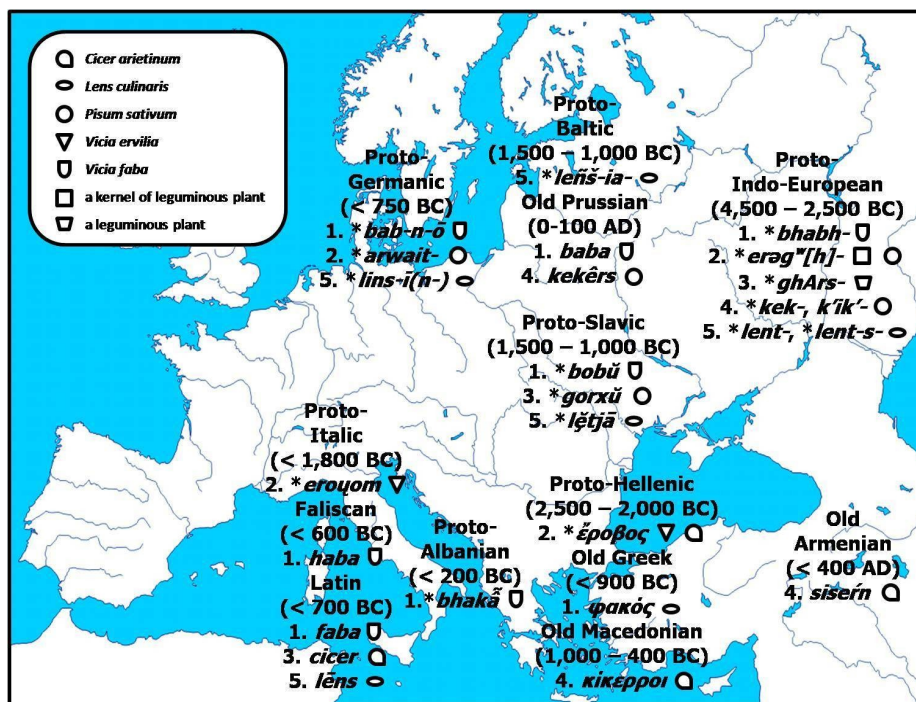 Cicer arietinum
Lens culinaris
Pisum sativum
Vicia ervilia
Vicia faba
a kernel of leguminous plant
a leguminous plant
Proto-
Germanic
(< 750 BC)
1. *bab-n-ō
2. *arwait-
5. *lins-ī(n-)
Proto-
Baltic
(1,500 – 1,000 BC)
5. *leñš-ia-
Old Prussian
(0-100 AD)
1. baba
4. kekêrs
Proto-
Indo-European
(4,500 – 2,500 BC)
1. *bhabh-
2. *erəgʷ[h]-
3. *ghArs-
4. *kek-, k'ik'-
5. *lent-, *lent-s-
Proto-Slavic
(1,500 – 1,000 BC)
1. *bobŭ
3. *gorxŭ
5. *lętjā
Proto-
Italic
(< 1,800 BC)
2. *erou̯om
Faliscan
(< 600 BC)
1. haba
Latin
(< 700 BC)
1. faba
3. cicer
5. lēns
Proto-
Albanian
(< 200 BC)
1. *bhakā̃
Proto-Hellenic
(2,500 – 2,000 BC)
2. *ἔροβος
Old Greek
(< 900 BC)
1. φακός
Old Macedonian
(1,000 – 400 BC)
4. κίκερροι
Old
Armenian
(< 400 AD)
4. siseŕn